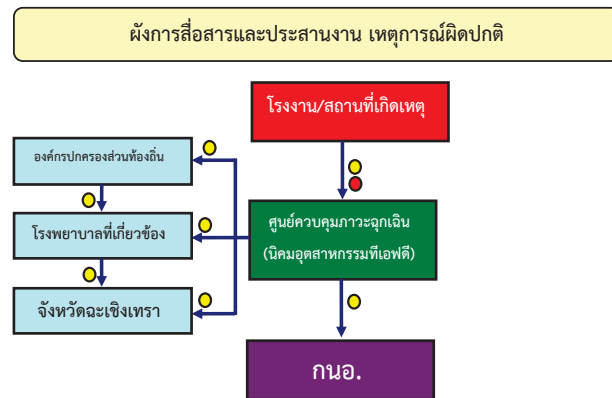 ผังการสื่อสารและประสานงาน เหตุการณ์ผิดปกติ
โรงงาน/สถานที่เกิดเหตุ
องค์กรปกครองส่วนท้องถิ่น
ศูนย์ควบคุมภาวะฉุกเฉิน
(นิคมอุตสาหกรรมทีเอฟดี)
โรงพยาบาลที่เกี่ยวข้อง
จังหวัดฉะเชิงเทรา
กนอ.